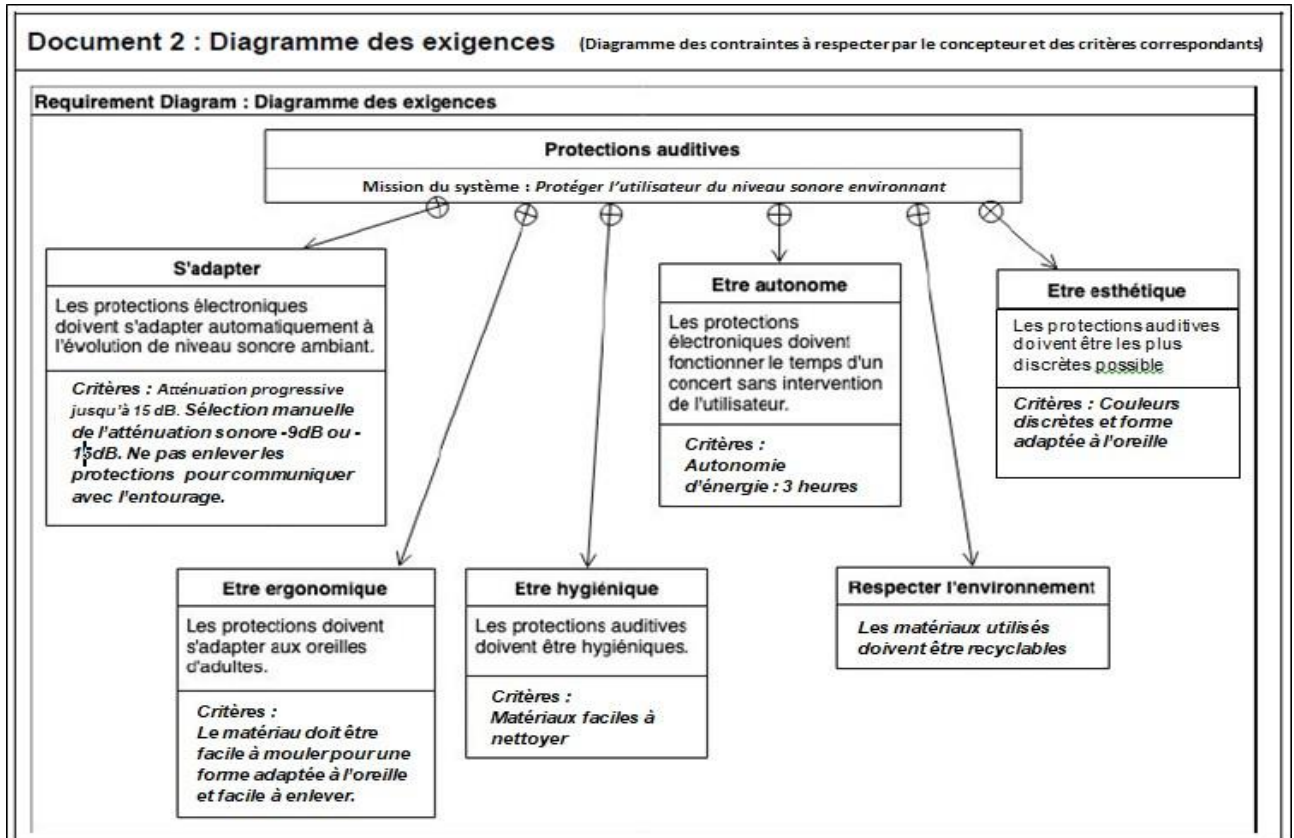 Document 2 : Diagramme des exigences (Diagramme des contraintes à respecter par le concepteur et des critères correspondants)
Requirement Diagram : Diagramme des exigences
Protections auditives
Mission du système : Protéger l'utilisateur du niveau sonore environnant
S'adapter
Les protections électroniques
doivent s'adapter automatiquement à
l'évolution de niveau sonore ambiant.
Critères : Atténuation progressive
jusqu'à 15 dB. Sélection manuelle
de l'atténuation sonore -9dB ou -
15dB. Ne pas enlever les
protections pour communiquer
avec l'entourage.
Etre autonome
Les protections
électroniques doivent
fonctionner le temps d'un
concert sans intervention
de l'utilisateur.
Critères :
Autonomie
d'énergie : 3 heures
Etre esthétique
Les protections auditives
doivent être les plus
discrètes possible
Critères : Couleurs
discrètes et forme
adaptée à l'oreille
Etre ergonomique
Les protections doivent
s'adapter aux oreilles
d'adultes.
Critères :
Le matériau doit être
facile à mouler pour une
forme adaptée à l'oreille
et facile à enlever.
Etre hygiénique
Les protections auditives
doivent être hygiéniques.
Critères :
Matériaux faciles à
nettoyer
Respecter l'environnement
Les matériaux utilisés
doivent être recyclables